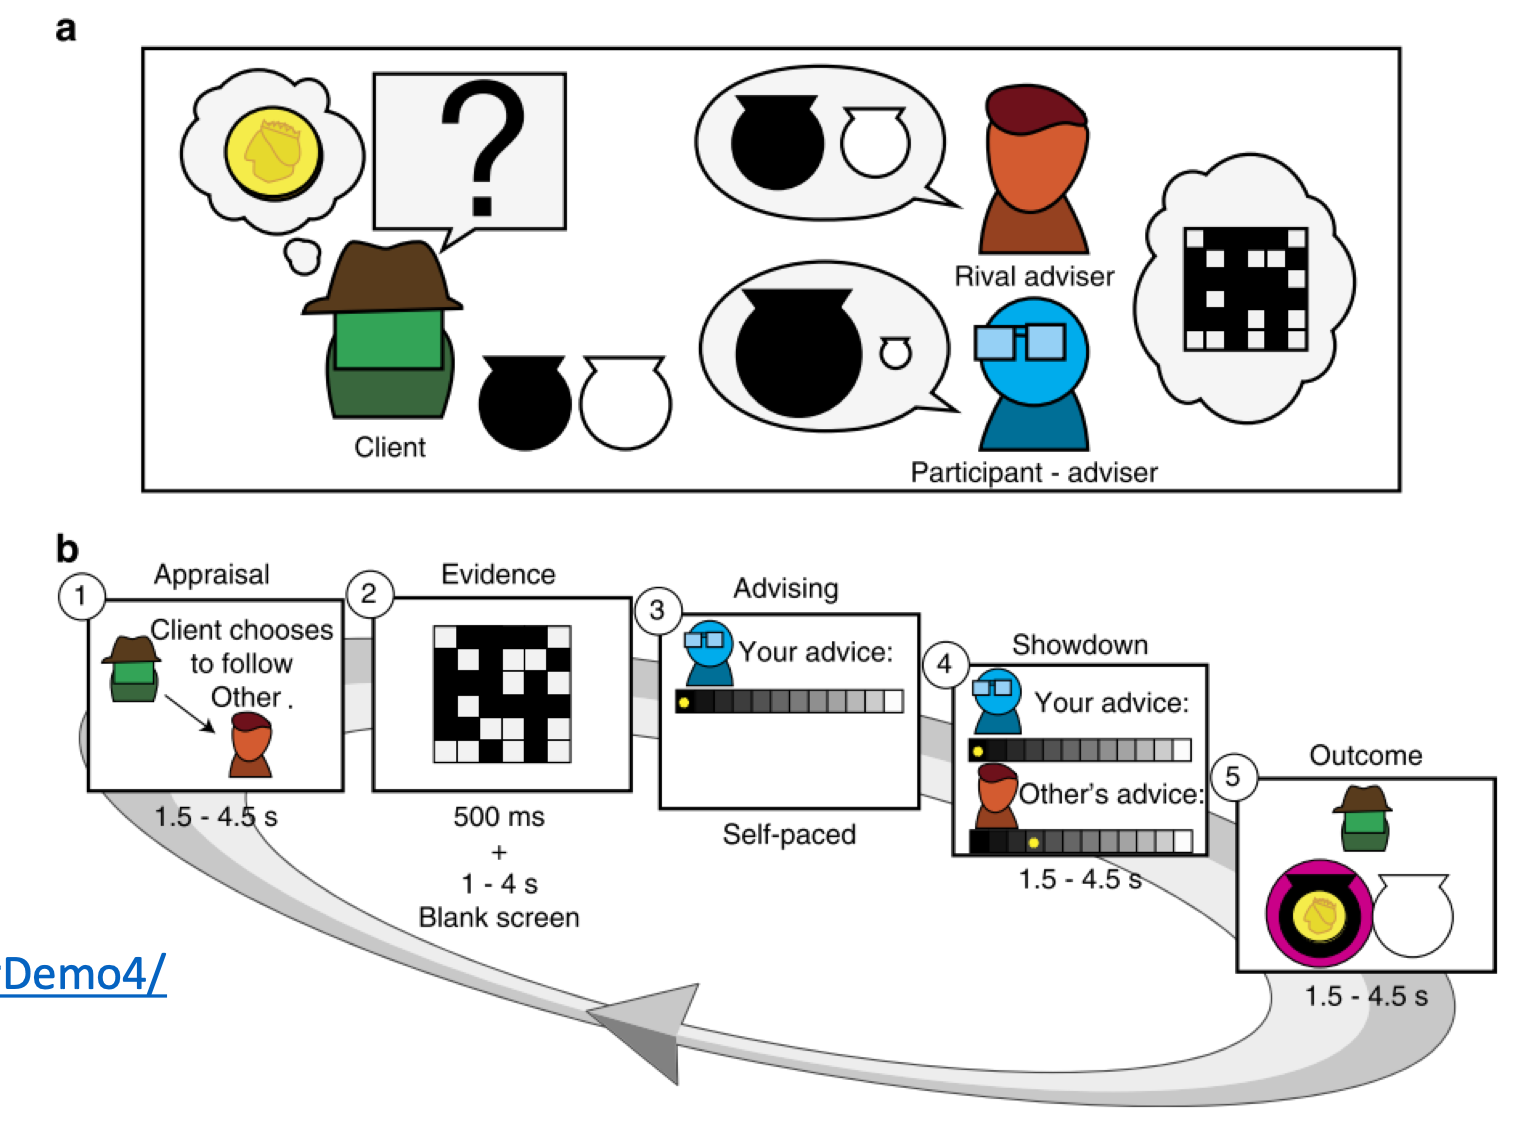 a
?
Rival adviser
Client
Participant - adviser
b
1
Appraisal
Client chooses
to follow
Other .
1.5 - 4.5 s
2
Evidence
500 ms
+
1 - 4 s
Blank screen
3
Advising
Your advice:
Self-paced
4
Showdown
Your advice:
Other's advice:
1.5 - 4.5 s
5
Outcome
1.5 - 4.5 s
Demo4/